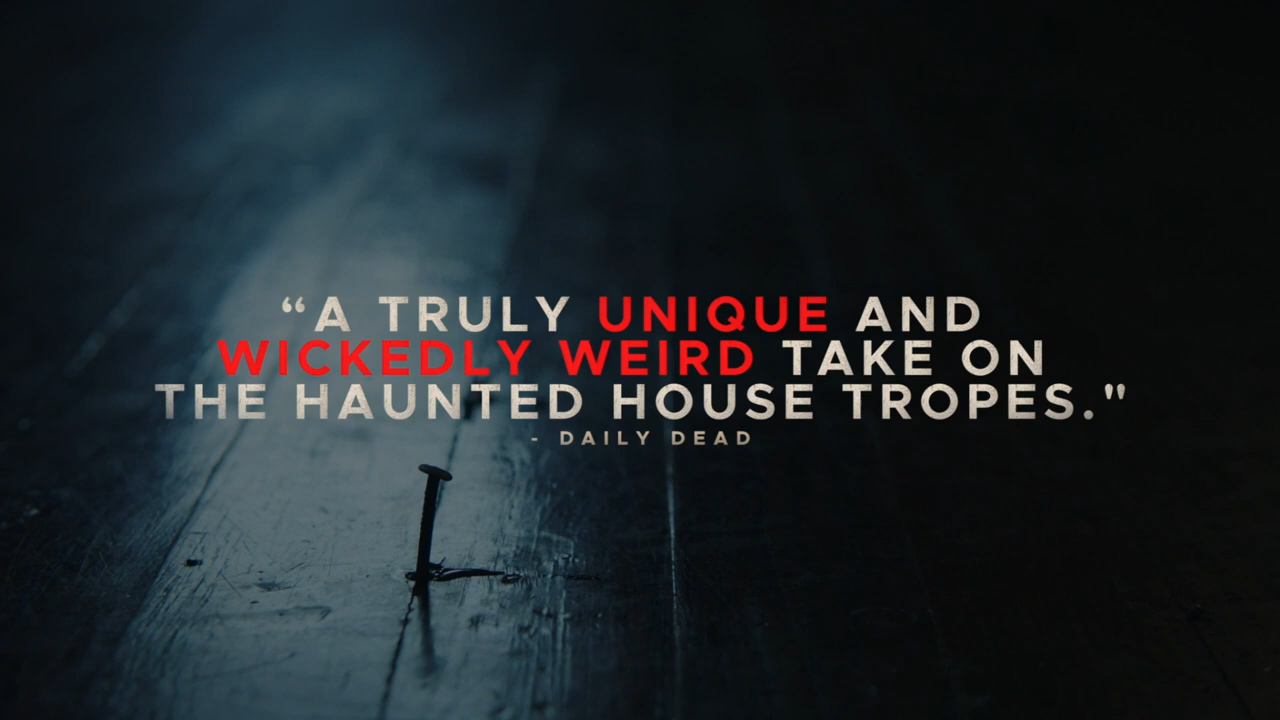 “A TRULY UNIQUE AND
WICKEDLY WEIRD TAKE ON
THE HAUNTED HOUSE TROPES."
- DAILY DEAD